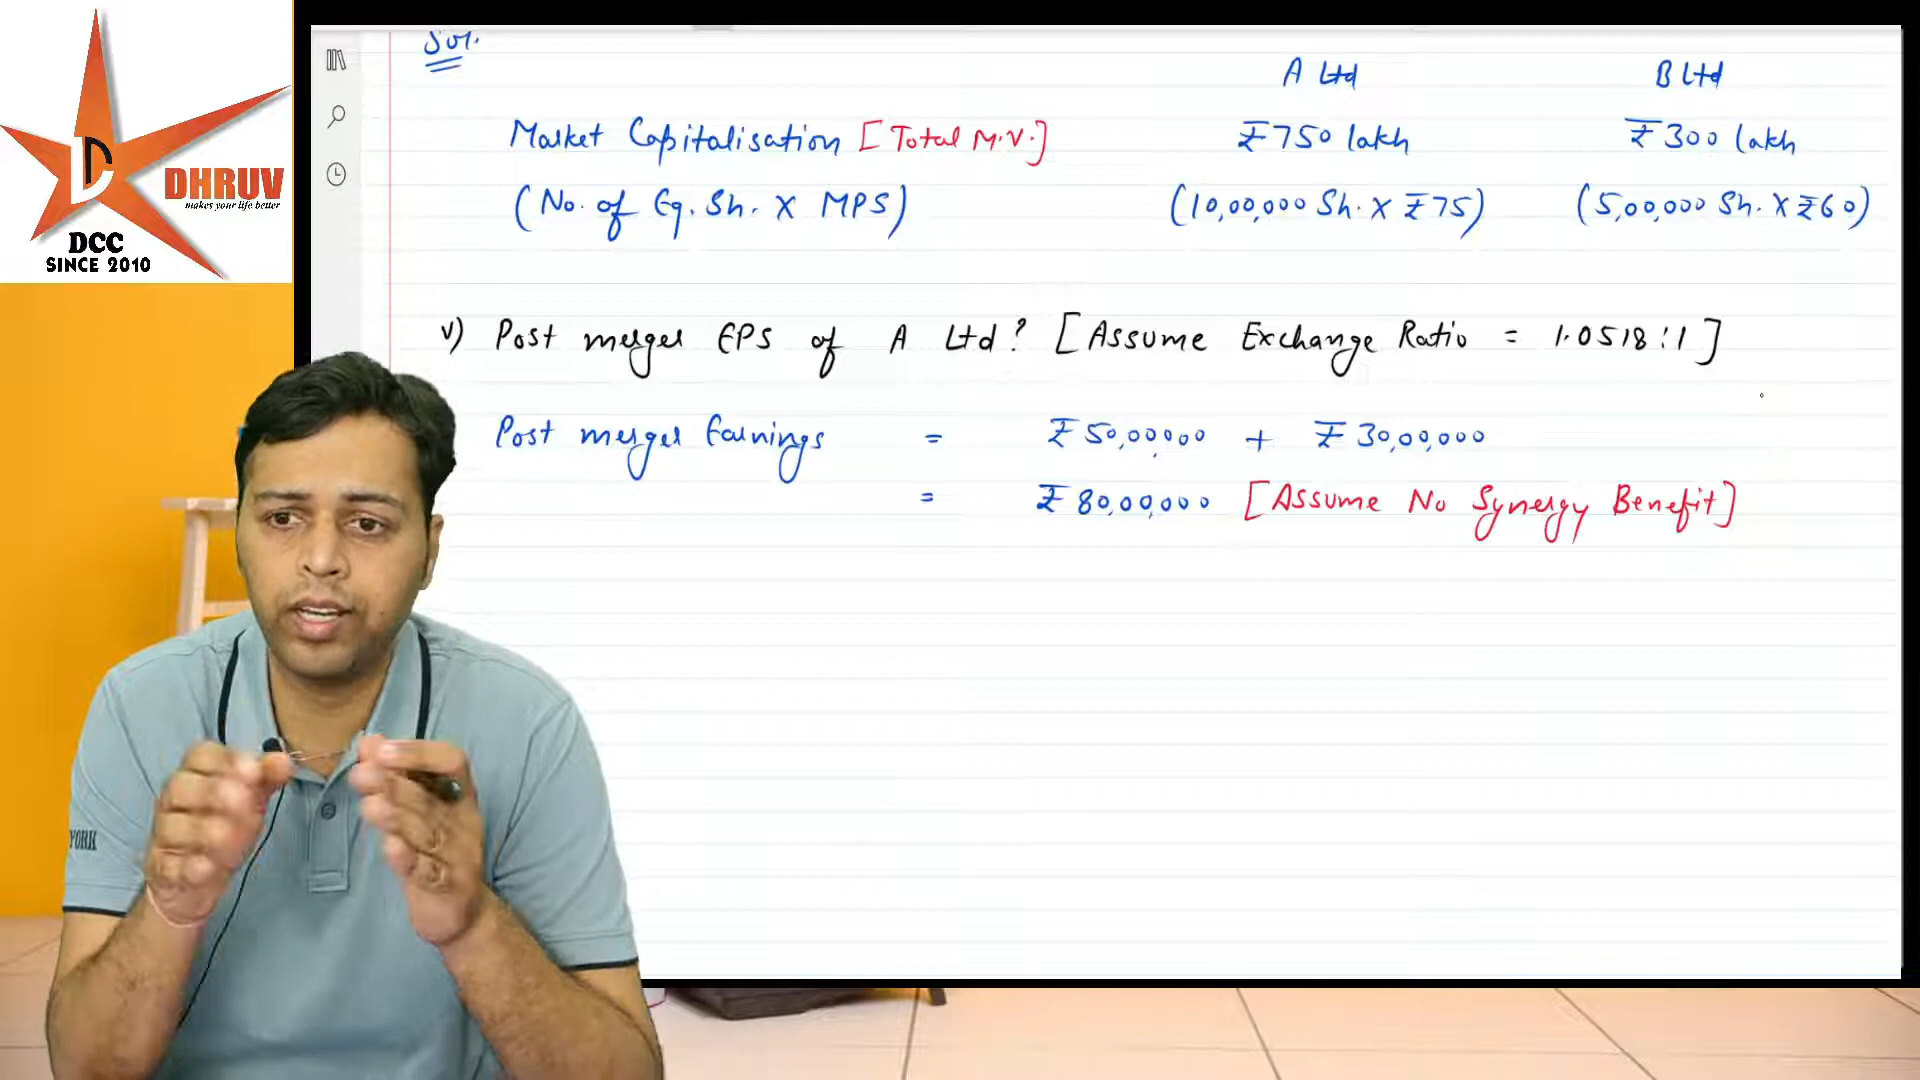 Sol.
A Ltd B Ltd
Market Capitalisation [Total M.V.] ₹750 lakh ₹300 lakh
(No. of Eq. Sh. X MPS) (10,00,000 Sh. X ₹75) (5,00,000 Sh. X ₹60)
v) Post merger EPS of A Ltd? [Assume Exchange Ratio = 1.0518:1]
Post merger Earnings = ₹50,00,000 + ₹30,00,000
= ₹80,00,000 [Assume No Synergy Benefit]
DC
DHRUV
makes your life better
DCC
SINCE 2010
YORK